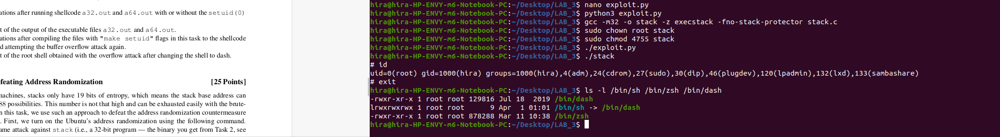 ations after running shellcode a32.out and a64.out with or without the setuid(0)
t of the output of the executable files a32.out and a64.out.
ations after compiling the files with "make setuid" flags in this task to the shellcode
d attempting the buffer overflow attack again.
t of the root shell obtained with the overflow attack after changing the shell to dash.
efeating Address Randomization [25 Points]
machines, stacks only have 19 bits of entropy, which means the stack base address can
88 possibilities. This number is not that high and can be exhausted easily with the brute-
n this task, we use such an approach to defeat the address randomization countermeasure
. First, we turn on the Ubuntu's address randomization using the following command.
ame attack against stack (i.e., a 32-bit program — the binary you get from Task 2, see
hira@hira-HP-ENVY-m6-Notebook-PC:~/Desktop/LAB_3$ nano exploit.py
hira@hira-HP-ENVY-m6-Notebook-PC:~/Desktop/LAB_3$ python3 exploit.py
hira@hira-HP-ENVY-m6-Notebook-PC:~/Desktop/LAB_3$ gcc -m32 -o stack -z execstack -fno-stack-protector stack.c
hira@hira-HP-ENVY-m6-Notebook-PC:~/Desktop/LAB_3$ sudo chown root stack
hira@hira-HP-ENVY-m6-Notebook-PC:~/Desktop/LAB_3$ sudo chmod 4755 stack
hira@hira-HP-ENVY-m6-Notebook-PC:~/Desktop/LAB_3$ ./exploit.py
hira@hira-HP-ENVY-m6-Notebook-PC:~/Desktop/LAB_3$ ./stack
# id
uid=0(root) gid=1000(hira) groups=1000(hira),4(adm),24(cdrom),27(sudo),30(dip),46(plugdev),120(lpadmin),132(lxd),133(sambashare)
# exit
hira@hira-HP-ENVY-m6-Notebook-PC:~/Desktop/LAB_3$ ls -l /bin/sh /bin/zsh /bin/dash
-rwxr-xr-x 1 root root 129816 Jul 18  2019 /bin/dash
lrwxrwxrwx 1 root root      9 Apr  1 01:01 /bin/sh -> /bin/dash
-rwxr-xr-x 1 root root 878288 Mar 11 10:38 /bin/zsh
hira@hira-HP-ENVY-m6-Notebook-PC:~/Desktop/LAB_3$